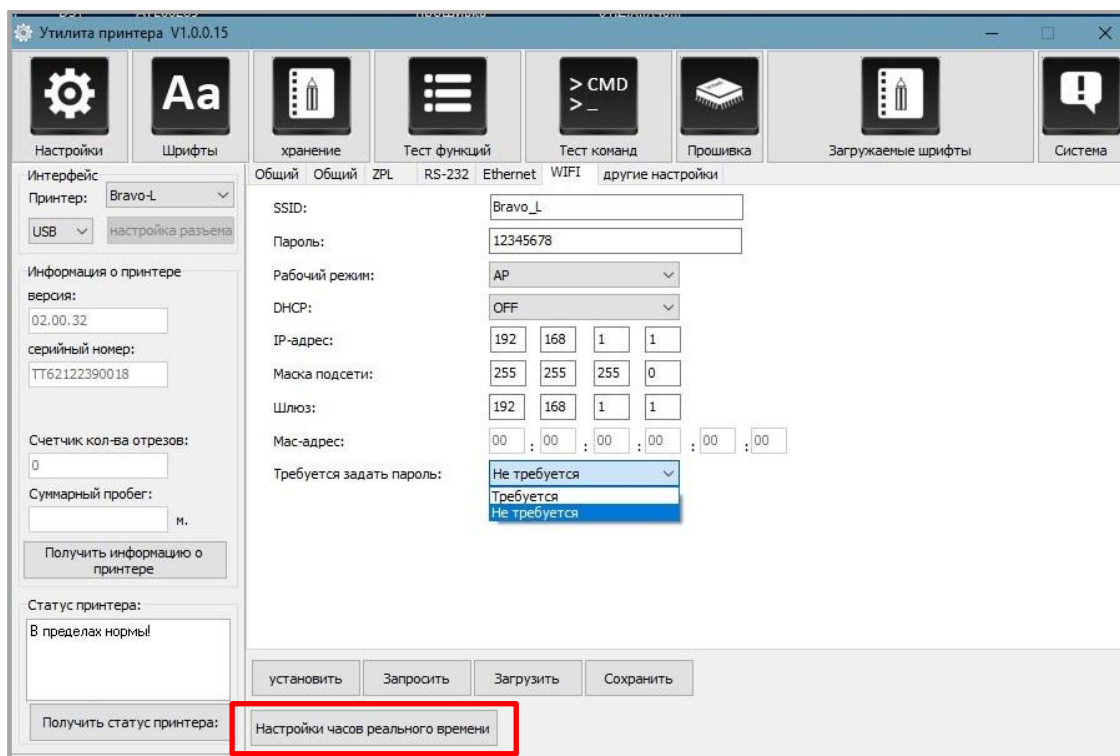 Утилита принтера V1.0.0.15
Aa
> CMD
> _
Настройки
Шрифты
хранение
Тест функций
Тест команд
Прошивка
Загружаемые шрифты
Система
Интерфейс
Принтер: Bravo-L
USB настройка разъема
Информация о принтере
версия:
02.00.32
серийный номер:
TT62122390018
Счетчик кол-ва отрезов:
0
Суммарный пробег:
м.
Получить информацию о
принтере
Статус принтера:
В пределах нормы!
Получить статус принтера:
Общий Общий ZPL RS-232 Ethernet WIFI другие настройки
SSID: Bravo_L
Пароль: 12345678
Рабочий режим: AP
DHCP: OFF
IP-адрес: 192 168 1 1
Маска подсети: 255 255 255 0
Шлюз: 192 168 1 1
Mac-адрес: 00 : 00 : 00 : 00 : 00 : 00
Требуется задать пароль: Не требуется
Требуется
Не требуется
установить Запросить Загрузить Сохранить
Настройки часов реального времени